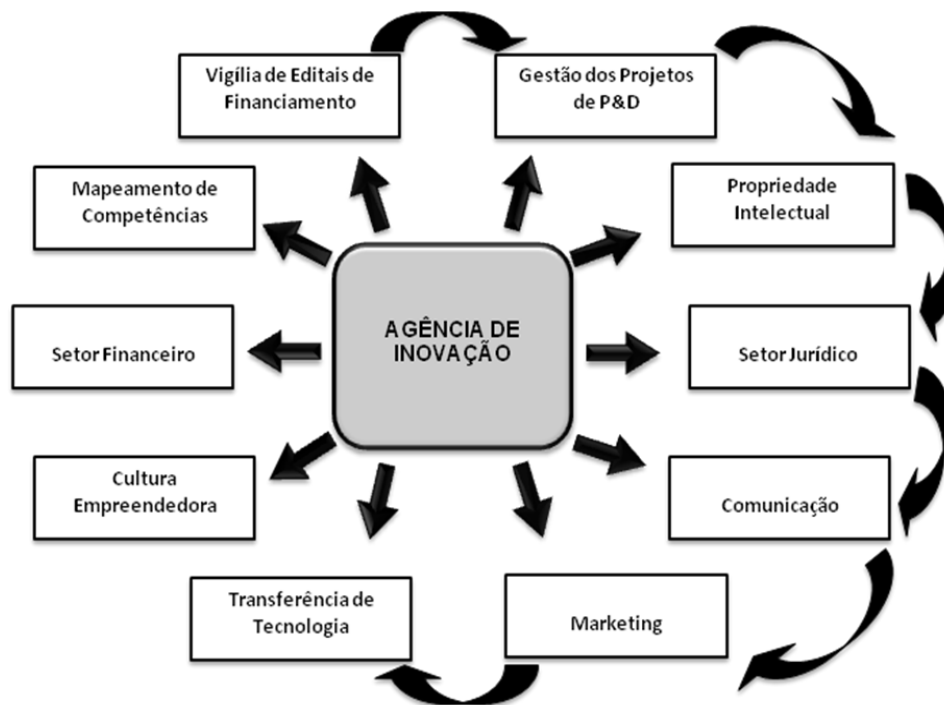 Vigília de Editais de
Financiamento
Gestão dos Projetos
de P&D
Mapeamento de
Competências
Propriedade
Intelectual
AGÊNCIA DE
INOVAÇÃO
Setor Financeiro
Setor Jurídico
Cultura
Empreendedora
Comunicação
Transferência de
Tecnologia
Marketing